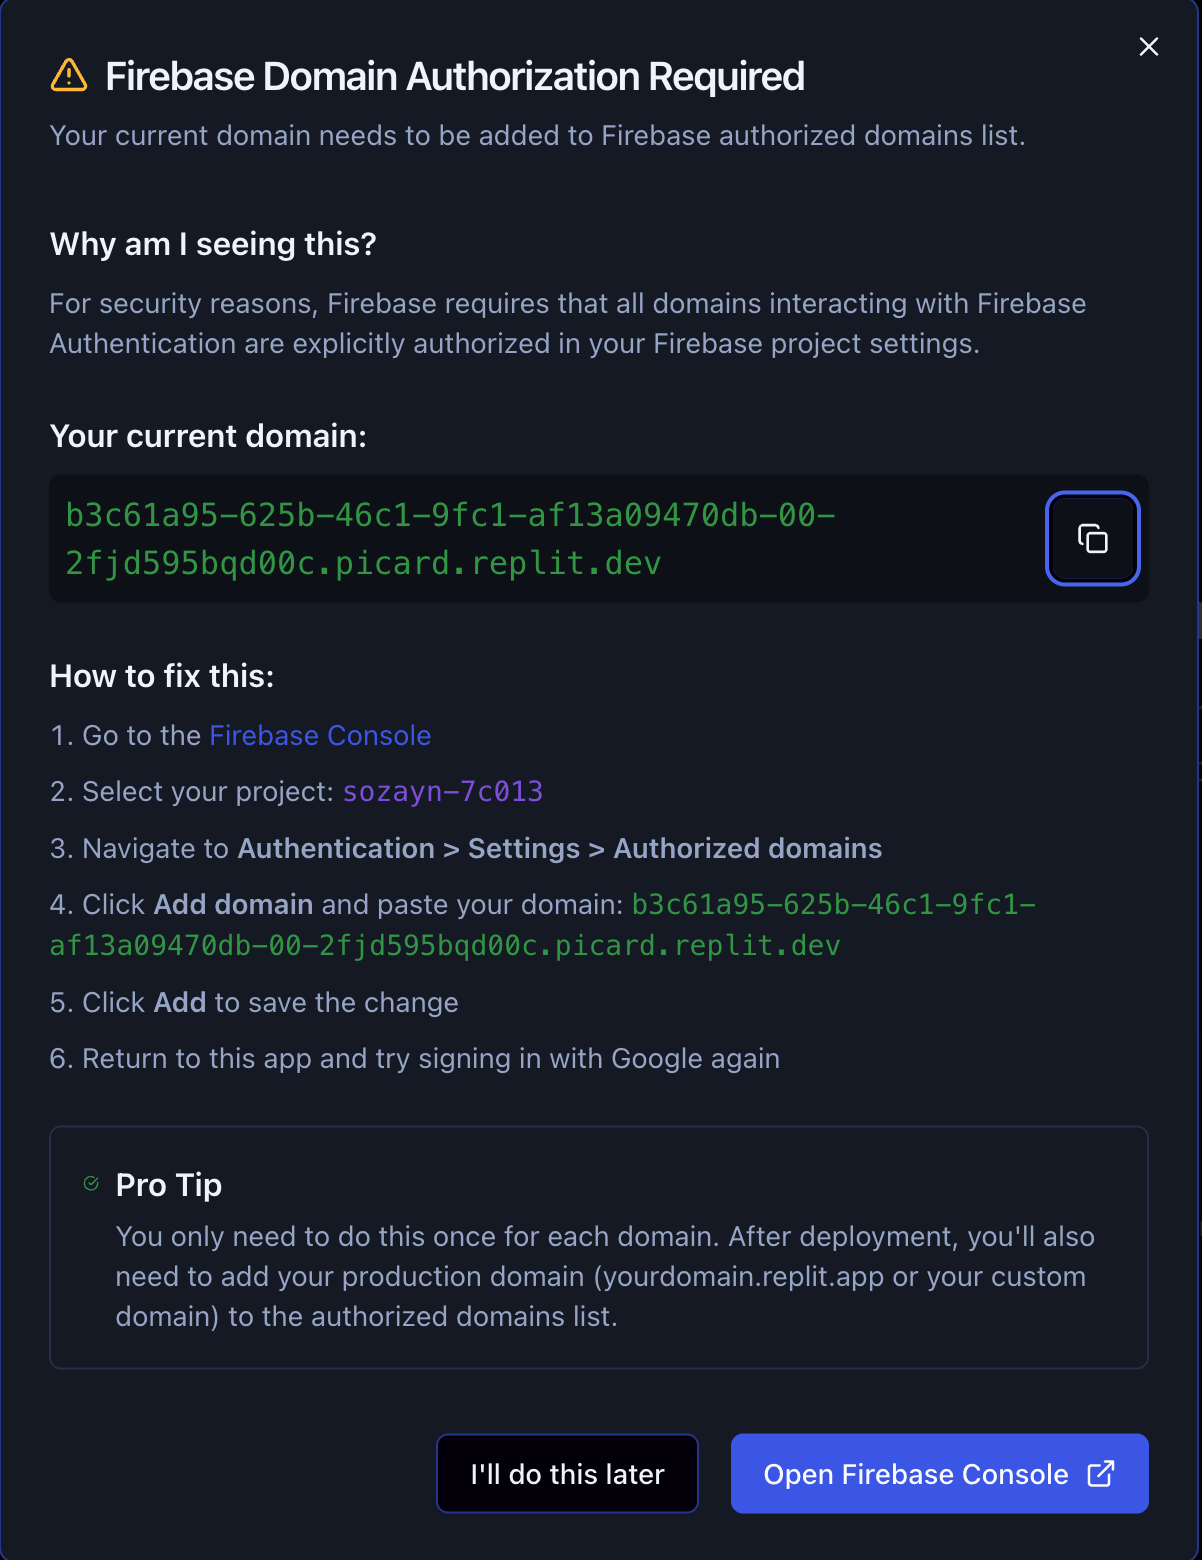 Firebase Domain Authorization Required
Your current domain needs to be added to Firebase authorized domains list.
Why am I seeing this?
For security reasons, Firebase requires that all domains interacting with Firebase
Authentication are explicitly authorized in your Firebase project settings.
Your current domain:
b3c61a95-625b-46c1-9fc1-af13a09470db-00-
2fjd595bqd00c.picard.replit.dev
How to fix this:
1. Go to the Firebase Console
2. Select your project: sozayn-7c013
3. Navigate to Authentication > Settings > Authorized domains
4. Click Add domain and paste your domain: b3c61a95-625b-46c1-9fc1-
af13a09470db-00-2fjd595bqd00c.picard.replit.dev
5. Click Add to save the change
6. Return to this app and try signing in with Google again
Pro Tip
You only need to do this once for each domain. After deployment, you'll also
need to add your production domain (yourdomain.replit.app or your custom
domain) to the authorized domains list.
I'll do this later
Open Firebase Console